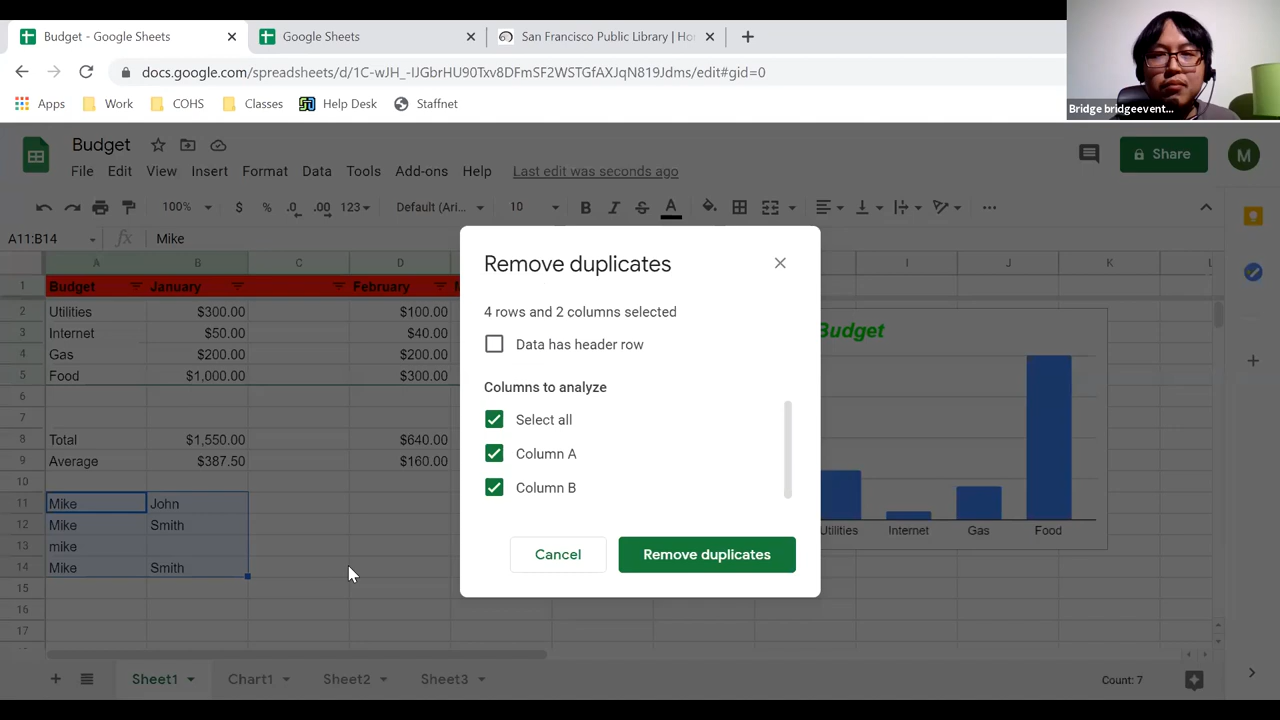 Budget - Google Sheets
Google Sheets
San Francisco Public Library | Ho
docs.google.com/spreadsheets/d/1C-wJH_-IJGbrHU90Nv8DFmSF2WSTGfAXJqN819Jdms/edit#gid=0
Apps Work COHS Classes Help Desk Staffnet
Bridge bridgeevent...
Budget
File Edit View Insert Format Data Tools Add-ons Help Last edit was seconds ago
Share M
100% $ % .0 .00 123 Default (Ari... 10 B I S A
A11:B14 fx Mike
A B C D I J K L
1 Budget January February M
2 Utilities $300.00 $100.00
3 Internet $50.00 $40.00
4 Gas $200.00 $200.00
5 Food $1,000.00 $300.00
6
7
8 Total $1,550.00 $640.00
9 Average $387.50 $160.00
10
11 Mike John
12 Mike Smith
13 mike
14 Mike Smith
15
16
17
Remove duplicates
4 rows and 2 columns selected
Data has header row
Columns to analyze
Select all
Column A
Column B
Cancel Remove duplicates
Budget
Utilities Internet Gas Food
Sheet1 Chart1 Sheet2 Sheet3 Count: 7